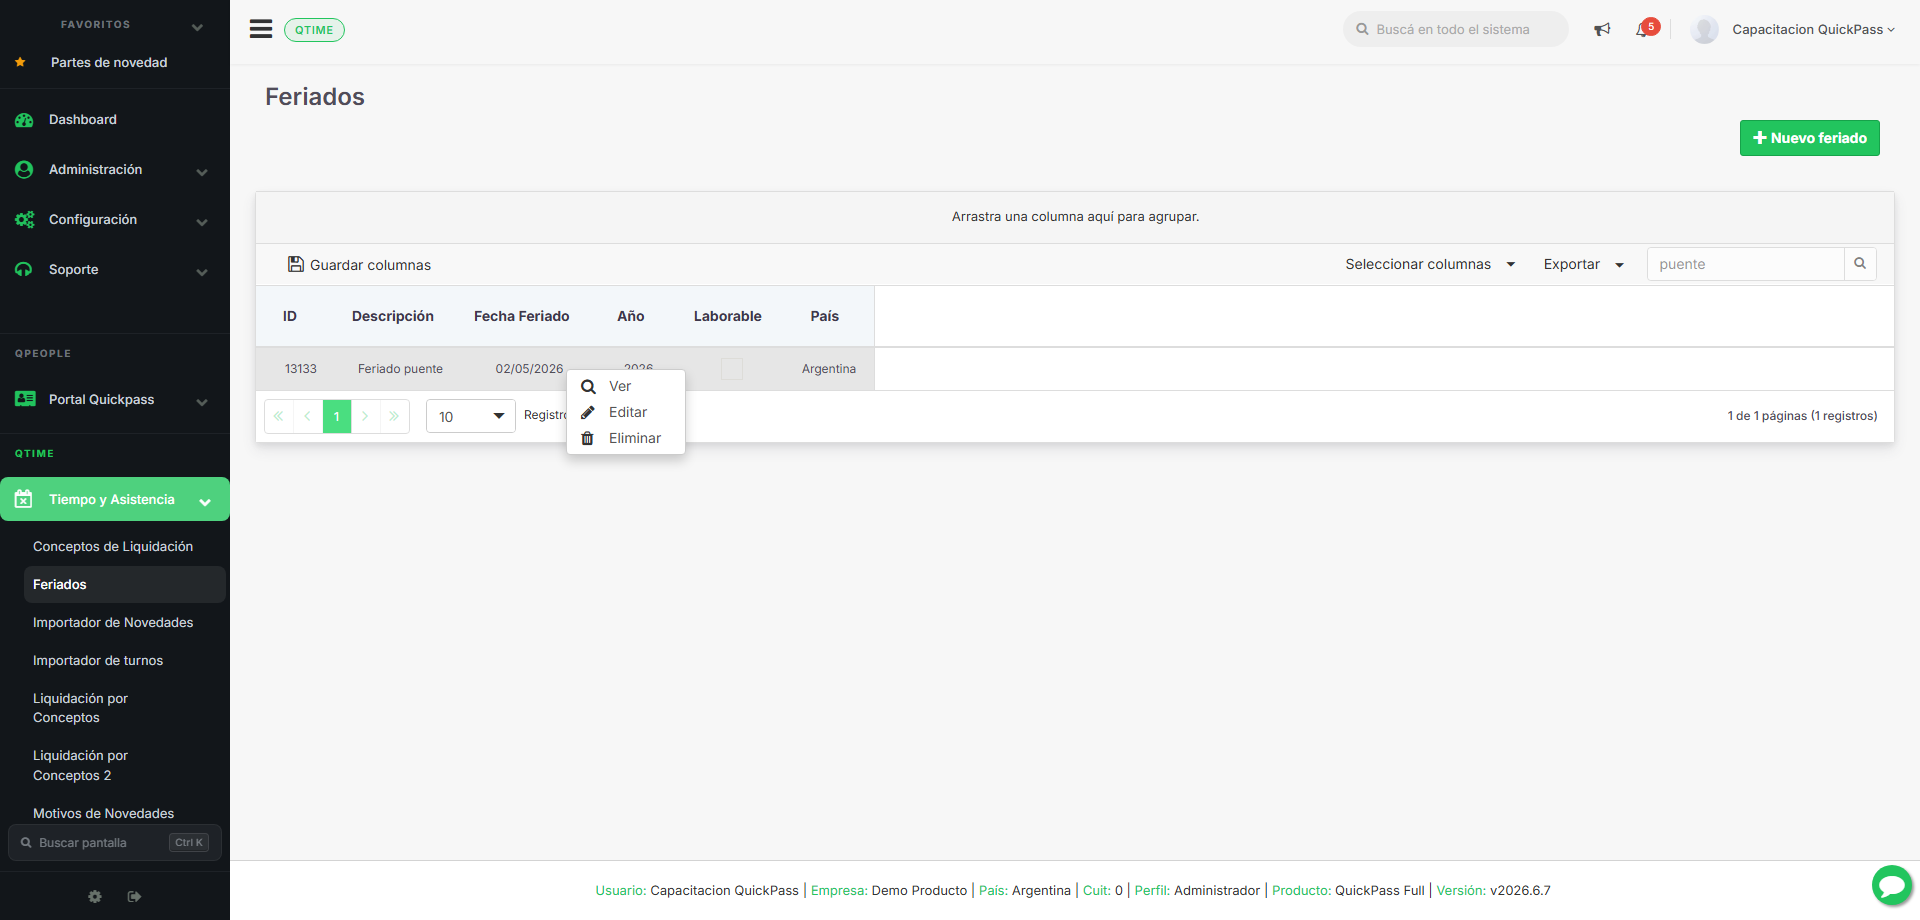 FAVORITOS
Partes de novedad
Dashboard
Administración
Configuración
Soporte
QPEOPLE
Portal Quickpass
QTIME
Tiempo y Asistencia
Conceptos de Liquidación
Feriados
Importador de Novedades
Importador de turnos
Liquidación por
Conceptos
Liquidación por
Conceptos 2
Motivos de Novedades
Buscar pantalla Ctrl K
QTIME
Buscá en todo el sistema
5
Capacitacion QuickPass
Feriados
Nuevo feriado
Arrastra una columna aquí para agrupar.
Guardar columnas
Seleccionar columnas
Exportar
puente
ID Descripción Fecha Feriado Año Laborable País
13133 Feriado puente 02/05/2026 2026 Argentina
Ver
Editar
Eliminar
« ‹ 1 › »
10
1 de 1 páginas (1 registros)
Usuario: Capacitacion QuickPass | Empresa: Demo Producto | País: Argentina | Cuit: 0 | Perfil: Administrador | Producto: QuickPass Full | Versión: v2026.6.7